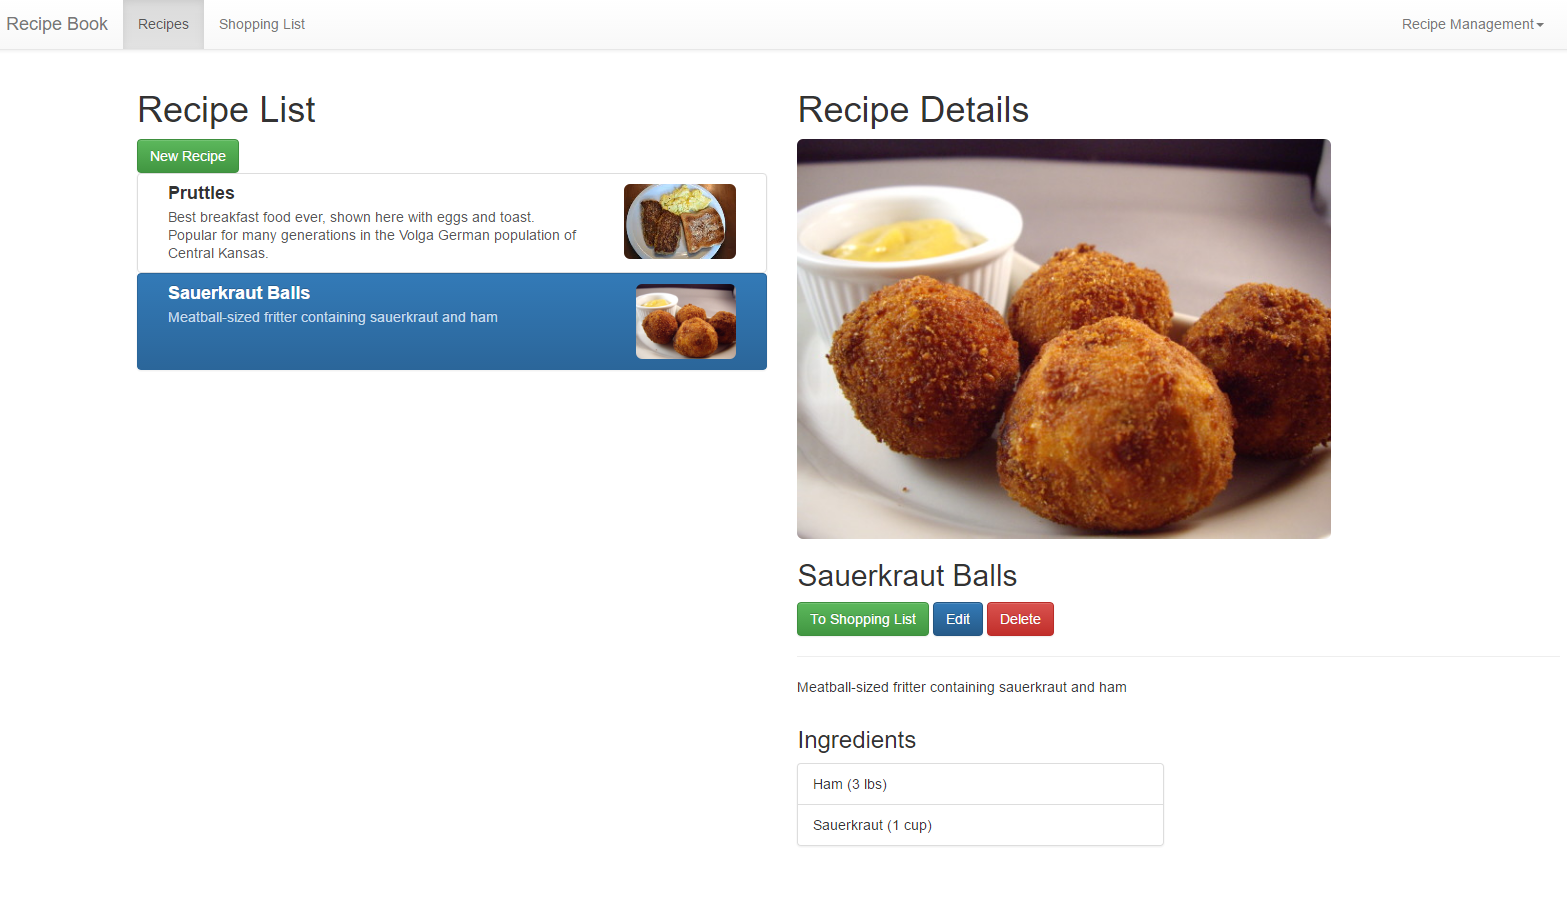 Recipe Book
Recipes
Shopping List
Recipe Management
Recipe List
New Recipe
Pruttles
Best breakfast food ever, shown here with eggs and toast.
Popular for many generations in the Volga German population of
Central Kansas.
Sauerkraut Balls
Meatball-sized fritter containing sauerkraut and ham
Recipe Details
Sauerkraut Balls
To Shopping List
Edit
Delete
Meatball-sized fritter containing sauerkraut and ham
Ingredients
Ham (3 lbs)
Sauerkraut (1 cup)